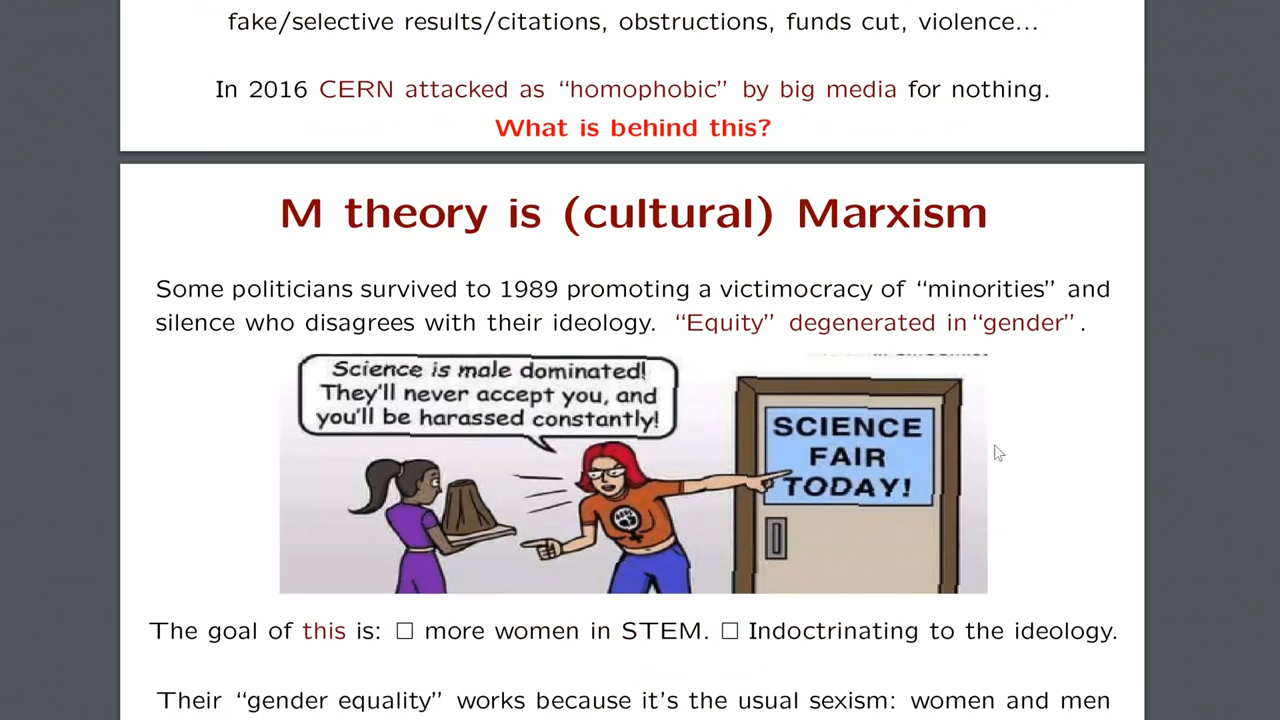 fake/selective results/citations, obstructions, funds cut, violence...
In 2016 CERN attacked as “homophobic” by big media for nothing.
What is behind this?
M theory is (cultural) Marxism
Some politicians survived to 1989 promoting a victimocracy of “minorities” and
silence who disagrees with their ideology. “Equity” degenerated in “gender”.
Science is male dominated!
They'll never accept you, and
you'll be harassed constantly!
SCIENCE
FAIR
TODAY!
The goal of this is: □ more women in STEM. □ Indoctrinating to the ideology.
Their “gender equality” works because it's the usual sexism: women and men